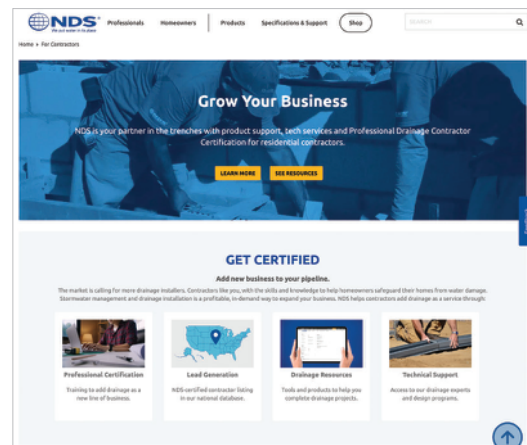 NDS
We put water in its place
Professionals Homeowners Products Specifications & Support Shop SEARCH
Home » For Contractors
Grow Your Business
NDS is your partner in the trenches with product support, tech services and Professional Drainage Contractor
Certification for residential contractors.
LEARN MORE SEE RESOURCES
GET CERTIFIED
Add new business to your pipeline.
The market is calling for more drainage installers. Contractors like you, with the skills and knowledge to help homeowners safeguard their homes from water damage.
Stormwater management and drainage installation is a profitable, in-demand way to expand your business. NDS helps contractors add drainage as a service through:
Professional Certification
Training to add drainage as a
new line of business.
Lead Generation
NDS-certified contractor listing
in our national database.
Drainage Resources
Tools and products to help you
complete drainage projects.
Technical Support
Access to our drainage experts
and design programs.